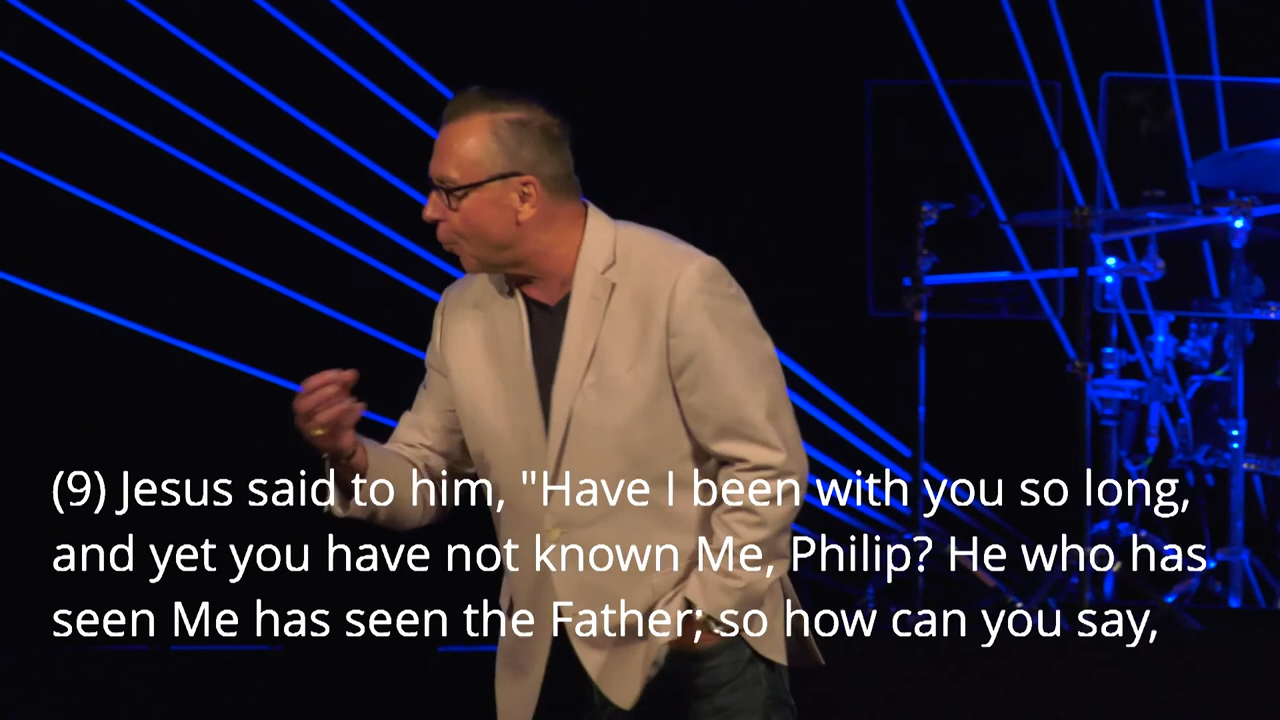 (9) Jesus said to him, "Have I been with you so long,
and yet you have not known Me, Philip? He who has
seen Me has seen the Father; so how can you say,